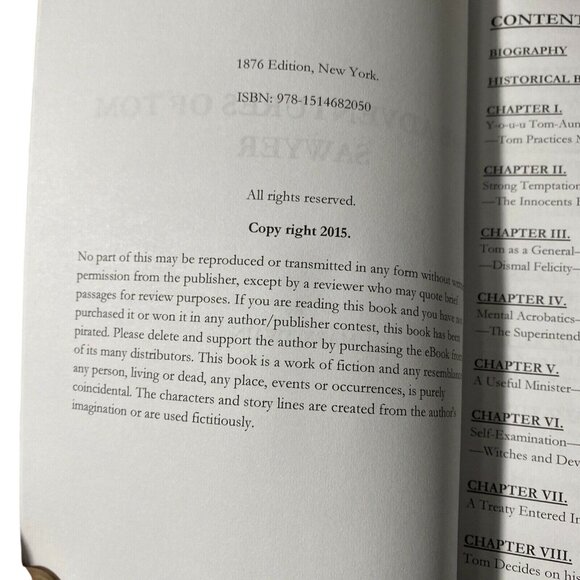 1876 Edition, New York.
ISBN: 978-1514682050
All rights reserved.
Copy right 2015.
No part of this may be reproduced or transmitted in any form without
permission from the publisher, except by a reviewer who may quote brief
passages for review purposes. If you are reading this book and you have
purchased it or won it in any author/publisher contest, this book has been
pirated. Please delete and support the author by purchasing the eBook from
of its many distributors. This book is a work of fiction and any
any person, living or dead, any place, events or occurrences, is purely
coincidental. The characters and story lines are created from the author's
imagination or are used fictitiously.
CONTEN
BIOGRAPHY
HISTORICAL B
CHAPTER I.
Y-o-u-u Tom-Aun
—Tom Practices M
CHAPTER II.
Strong Temptation
—The Innocents
CHAPTER III.
Tom as a General—
—Dismal Felicity—
CHAPTER IV.
Mental Acrobatics—
—The Superintend
CHAPTER V.
A Useful Minister—
CHAPTER VI.
Self-Examination—
—Witches and Dev
CHAPTER VII.
A Treaty Entered In
CHAPTER VIII.
Tom Decides on his